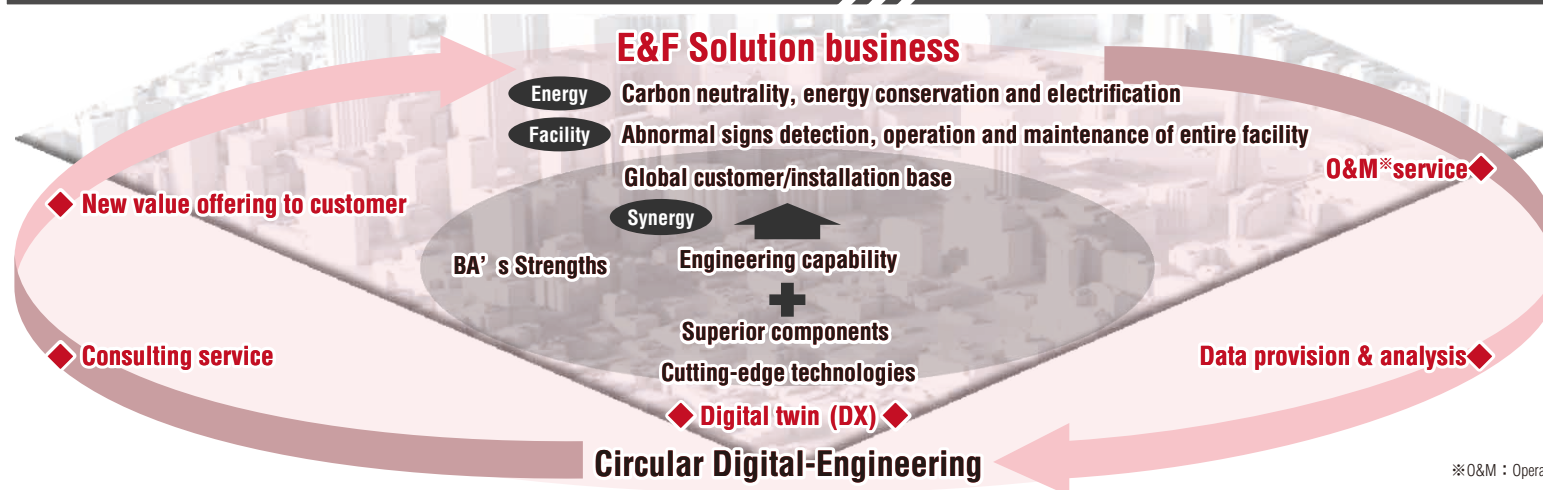 E&F Solution business
Energy Carbon neutrality, energy conservation and electrification
Facility Abnormal signs detection, operation and maintenance of entire facility
Global customer/installation base
O&M※service
New value offering to customer
Synergy
BA’ s Strengths
Engineering capability
Superior components
Consulting service
Data provision & analysis
Cutting-edge technologies
Digital twin (DX)
Circular Digital-Engineering
※O&M：